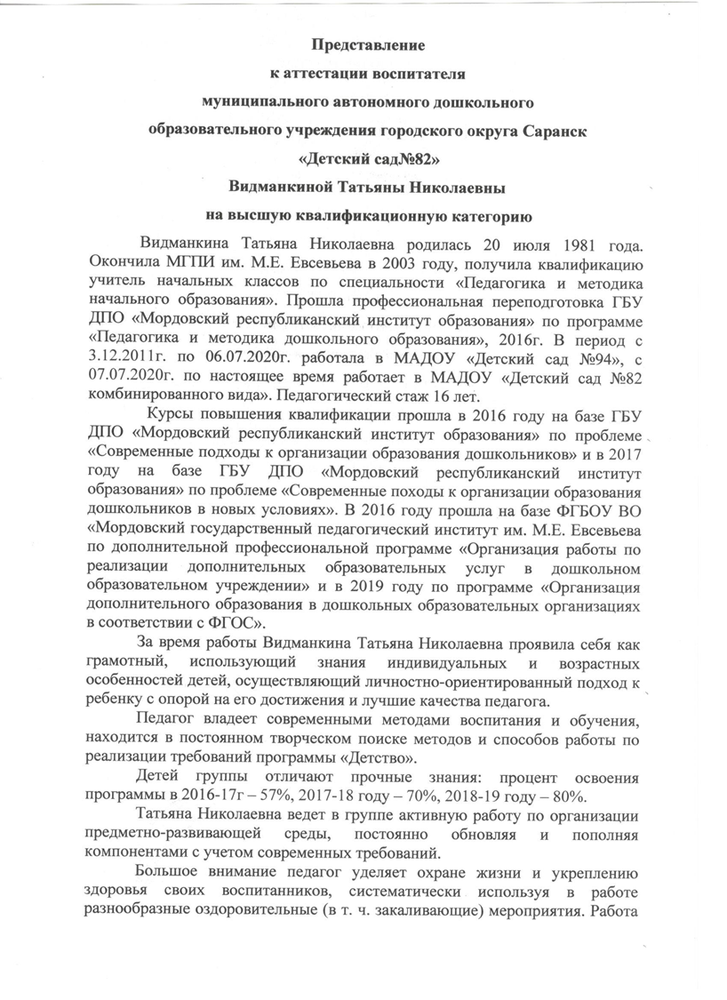 Представление
к аттестации воспитателя
муниципального автономного дошкольного
образовательного учреждения городского округа Саранск
«Детский сад№82»
Видманкиной Татьяны Николаевны
на высшую квалификационную категорию
Видманкина Татьяна Николаевна родилась 20 июля 1981 года.
Окончила МГПИ им. М.Е. Евсевьева в 2003 году, получила квалификацию
учитель начальных классов по специальности «Педагогика и методика
начального образования». Прошла профессиональная переподготовка ГБУ
ДПО «Мордовский республиканский институт образования» по программе
«Педагогика и методика дошкольного образования», 2016г. В период с
3.12.2011г. по 06.07.2020г. работала в МАДОУ «Детский сад №94», с
07.07.2020г. по настоящее время работает в МАДОУ «Детский сад №82
комбинированного вида». Педагогический стаж 16 лет.
Курсы повышения квалификации прошла в 2016 году на базе ГБУ
ДПО «Мордовский республиканский институт образования» по проблеме
«Современные подходы к организации образования дошкольников» и в 2017
году на базе ГБУ ДПО «Мордовский республиканский институт
образования» по проблеме «Современные походы к организации образования
дошкольников в новых условиях». В 2016 году прошла на базе ФГБОУ ВО
«Мордовский государственный педагогический институт им. М.Е. Евсевьева
по дополнительной профессиональной программе «Организация работы по
реализации дополнительных образовательных услуг в дошкольном
образовательном учреждении» и в 2019 году по программе «Организация
дополнительного образования в дошкольных образовательных организациях
в соответствии с ФГОС».
За время работы Видманкина Татьяна Николаевна проявила себя как
грамотный, использующий знания индивидуальных и возрастных
особенностей детей, осуществляющий личностно-ориентированный подход к
ребенку с опорой на его достижения и лучшие качества педагога.
Педагог владеет современными методами воспитания и обучения,
находится в постоянном творческом поиске методов и способов работы по
реализации требований программы «Детство».
Детей группы отличают прочные знания: процент освоения
программы в 2016-17г – 57%, 2017-18 году – 70%, 2018-19 году – 80%.
Татьяна Николаевна ведет в группе активную работу по организации
предметно-развивающей среды, постоянно обновляя и пополняя
компонентами с учетом современных требований.
Большое внимание педагог уделяет охране жизни и укреплению
здоровья своих воспитанников, систематически используя в работе
разнообразные оздоровительные (в т. ч. закаливающие) мероприятия. Работа